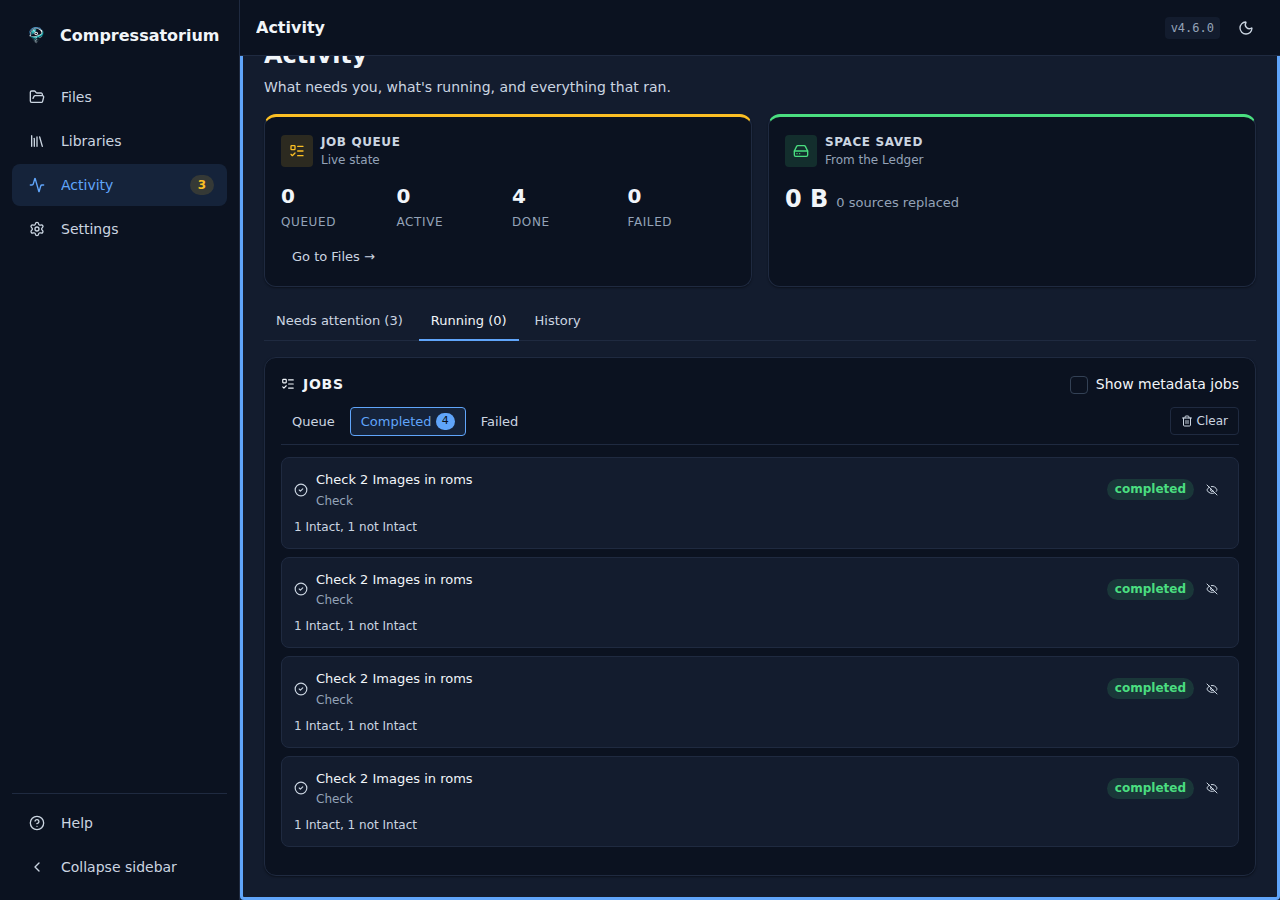 Compressatorium
Files
Libraries
Activity
3
Settings
Help
Collapse sidebar
Activity
v4.6.0
Activity
What needs you, what's running, and everything that ran.
JOB QUEUE
Live state
0
QUEUED
0
ACTIVE
4
DONE
0
FAILED
Go to Files →
SPACE SAVED
From the Ledger
0 B 0 sources replaced
Needs attention (3)
Running (0)
History
JOBS
Show metadata jobs
Queue
Completed 4
Failed
Clear
Check 2 Images in roms
Check
completed
1 Intact, 1 not Intact
Check 2 Images in roms
Check
completed
1 Intact, 1 not Intact
Check 2 Images in roms
Check
completed
1 Intact, 1 not Intact
Check 2 Images in roms
Check
completed
1 Intact, 1 not Intact